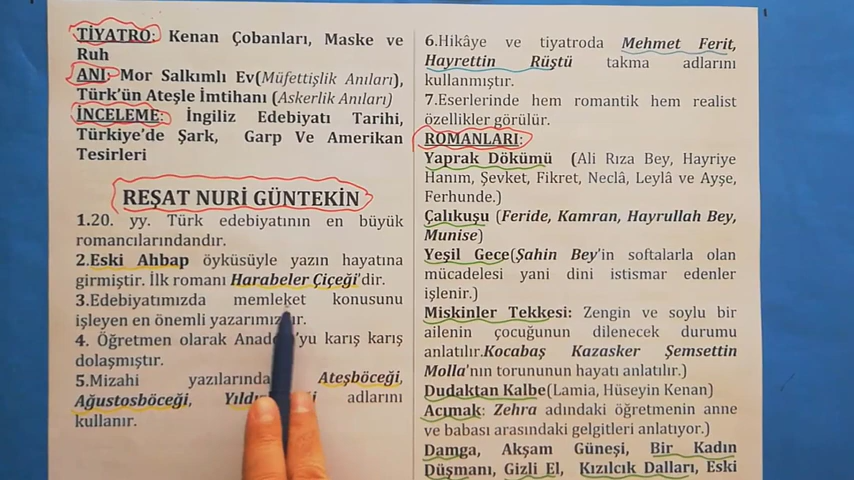 TİYATRO: Kenan Çobanları, Maske ve
Ruh
ANI: Mor Salkımlı Ev(Müfettişlik Anıları),
Türk'ün Ateşle İmtihanı (Askerlik Anıları)
İNCELEME: İngiliz Edebiyatı Tarihi,
Türkiye'de Şark, Garp Ve Amerikan
Tesirleri
REŞAT NURİ GÜNTEKİN
1.20. yy. Türk edebiyatının en büyük
romancılarındandır.
2.Eski Ahbap öyküsüyle yazın hayatına
girmiştir. İlk romanı Harabeler Çiçeği'dir.
3.Edebiyatımızda memleket konusunu
işleyen en önemli
4. Öğretmen olarak karış karış
dolaşmıştır.
5.Mizahi Ateşböceği,
Ağustosböceği, adlarını
kullanır.
6.Hikâye ve tiyatroda Mehmet Ferit,
Hayrettin Rüştü takma adlarını
kullanmıştır.
7.Eserlerinde hem romantik hem realist
özellikler görülür.
ROMANLARI:
Yaprak Dökümü (Ali Rıza Bey, Hayriye
Hanım, Şevket, Fikret, Neclâ, Leylâ ve Ayşe,
Ferhunde.)
Çalıkuşu (Feride, Kamran, Hayrullah Bey,
Munise)
Yeşil Gece(Şahin Bey'in softalarla olan
mücadelesi yani dini istismar edenler
işlenir.)
Miskinler Tekkesi: Zengin ve soylu bir
ailenin çocuğunun dilenecek durumu
anlatılır.Kocabaş Kazasker Şemsettin
Molla'nın torununun hayatı anlatılır.)
Dudaktan Kalbe(Lamia, Hüseyin Kenan)
Acımak: Zehra adındaki öğretmenin anne
ve babası arasındaki gelgitleri anlatıyor.)
Damga, Akşam Güneşi, Bir Kadın
Düşmanı, Gizli El, Kızılcık Dalları, Eski